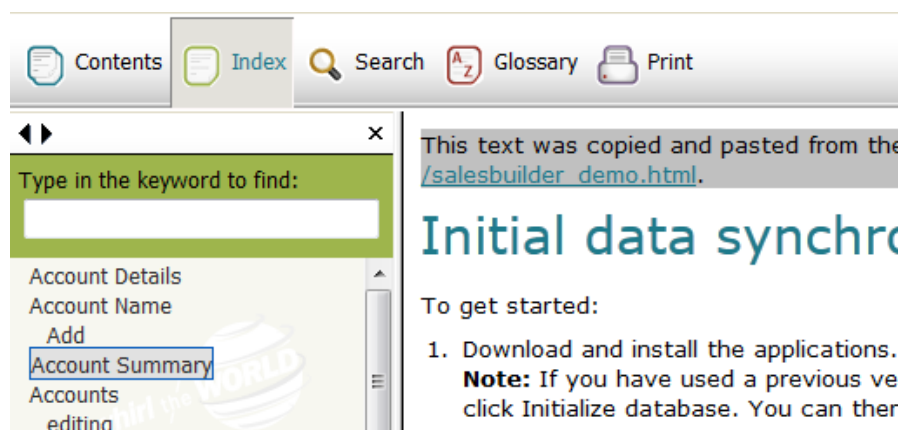 Contents Index Search Glossary Print
Type in the keyword to find:
Account Details
Account Name
Add
Account Summary
Accounts
editing
This text was copied and pasted from the
/salesbuilder_demo.html.
Initial data synchro
To get started:
1. Download and install the applications.
Note: If you have used a previous ve
click Initialize database. You can then